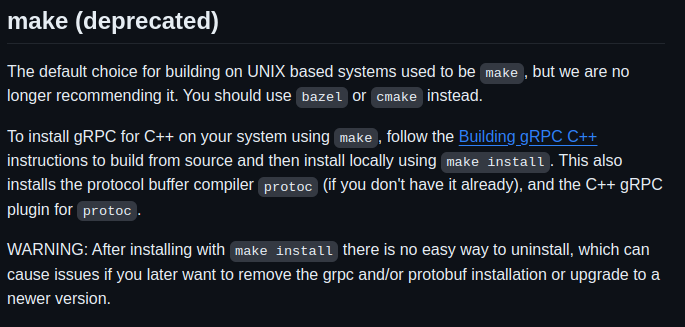 make (deprecated)
The default choice for building on UNIX based systems used to be make, but we are no
longer recommending it. You should use bazel or cmake instead.
To install gRPC for C++ on your system using make, follow the Building gRPC C++
instructions to build from source and then install locally using make install. This also
installs the protocol buffer compiler protoc (if you don't have it already), and the C++ gRPC
plugin for protoc.
WARNING: After installing with make install there is no easy way to uninstall, which can
cause issues if you later want to remove the grpc and/or protobuf installation or upgrade to a
newer version.